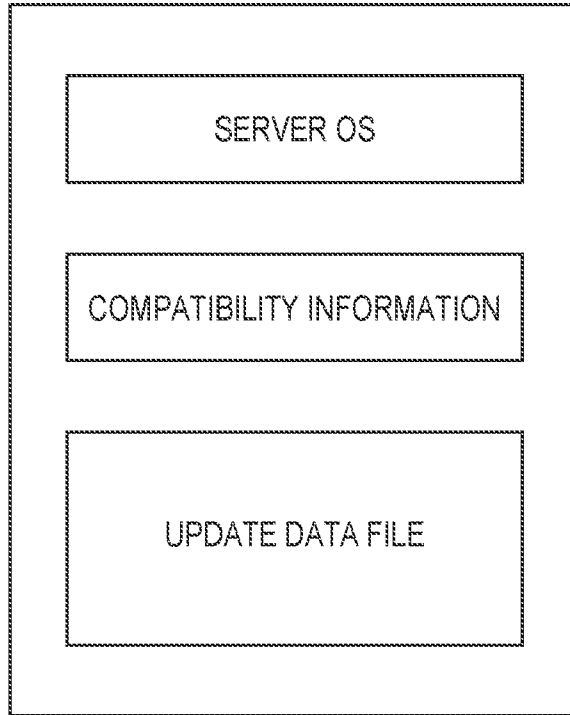 SERVER OS
COMPATIBILITY INFORMATION
UPDATE DATA FILE